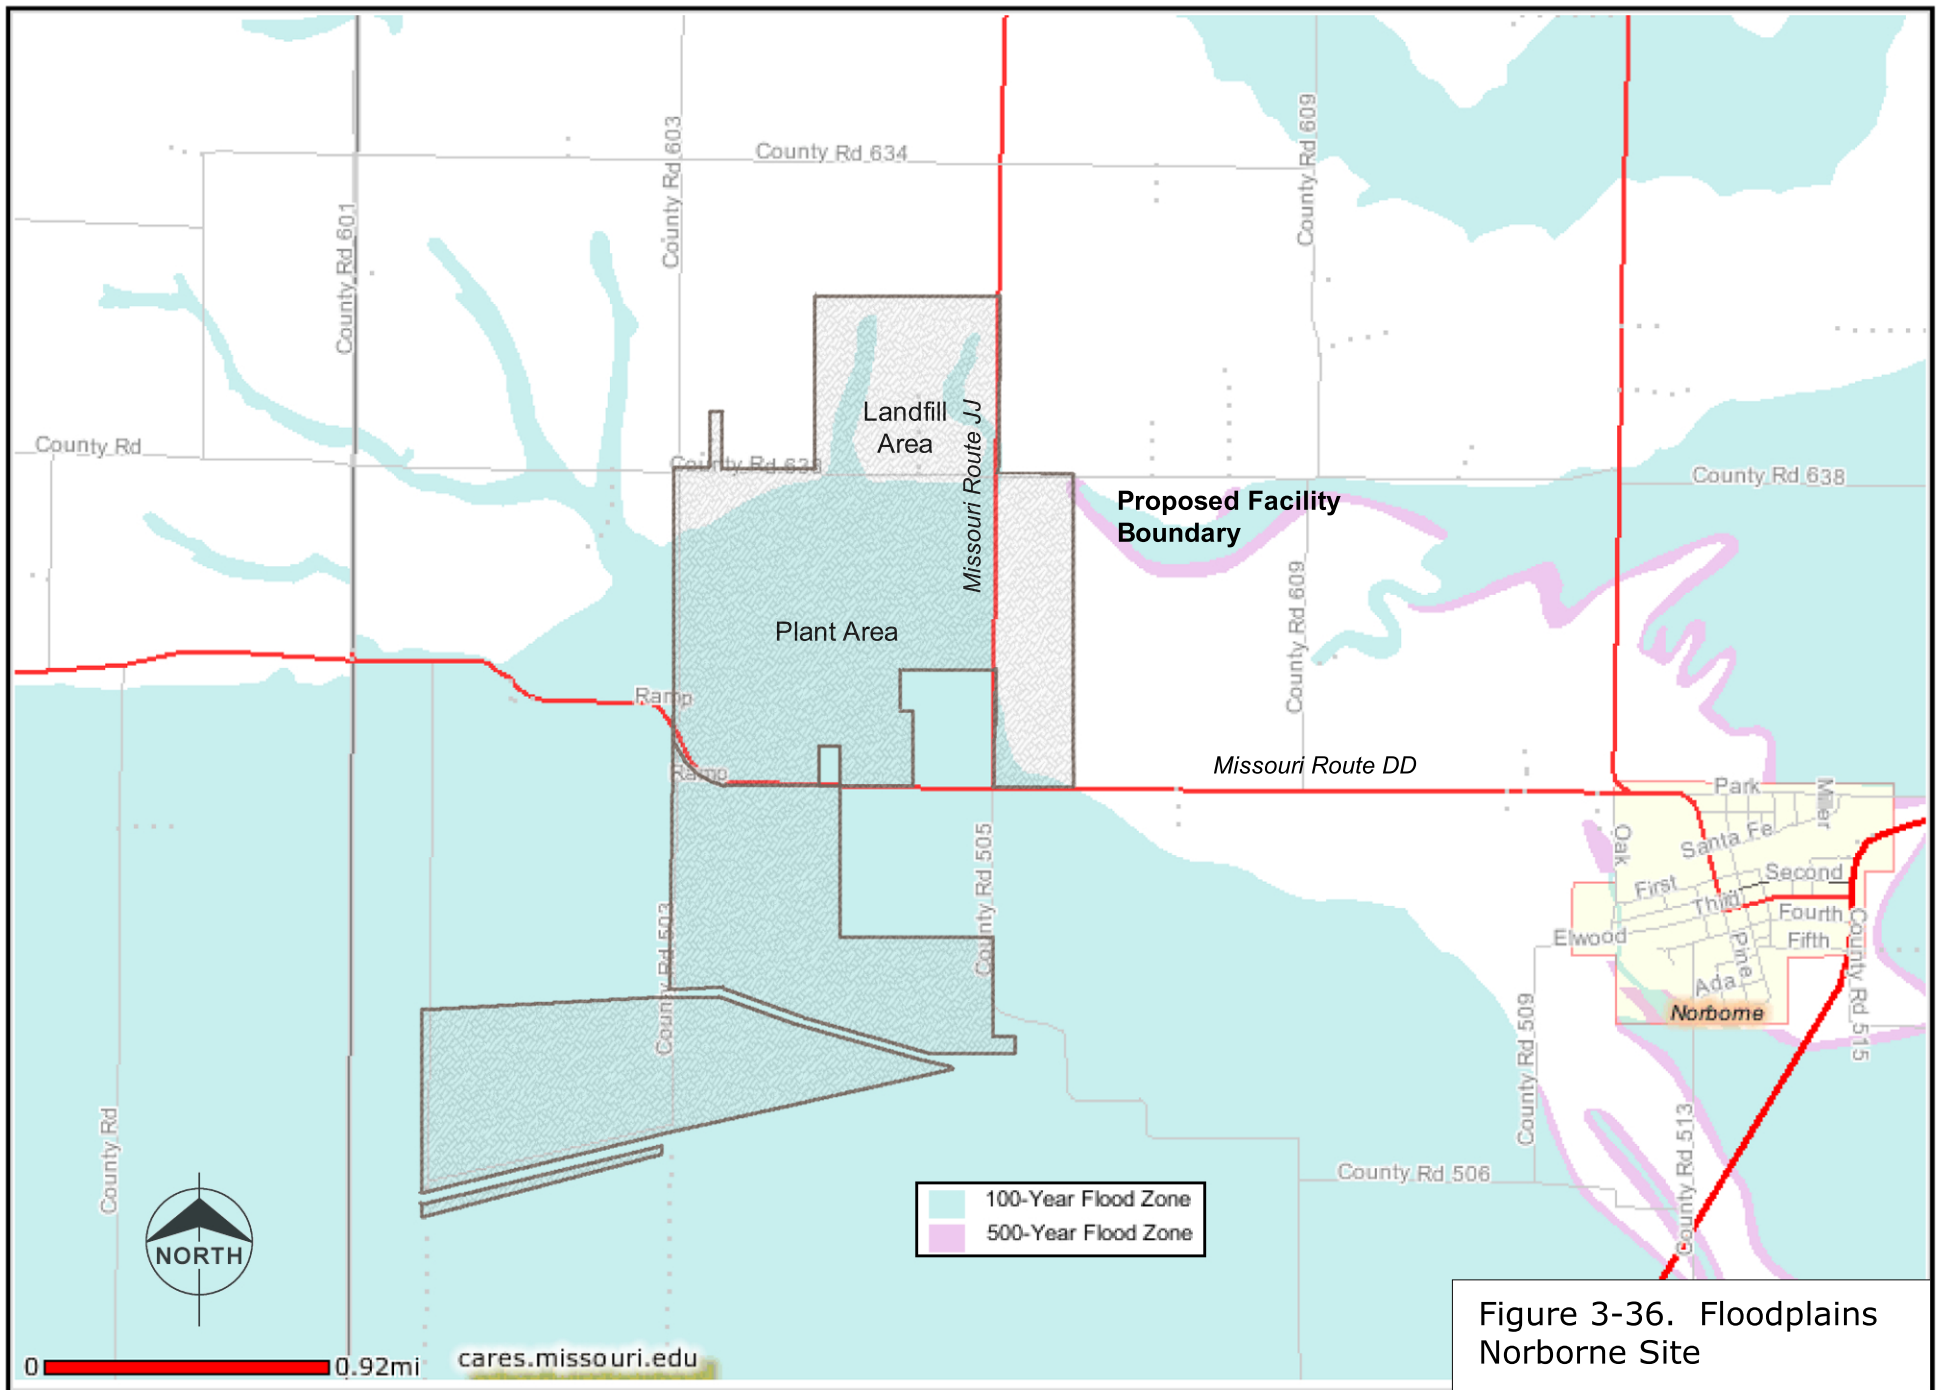 County Rd 634
County Rd 603
County Rd 609
County Rd 601
Landfill
Area
Missouri Route JJ
County Rd
County Rd 638
County Rd 638
Proposed Facility
Boundary
Plant Area
County Rd 609
Ramp
Ramp
Missouri Route DD
Park
Miller
Oak
Santa Fe
Second
First
Third
Fourth
Elwood
Fifth
Pine
Ada
Norborne
County Rd 505
County Rd 503
County Rd 509
County Rd 515
County Rd 513
County Rd 506
County Rd
100-Year Flood Zone
500-Year Flood Zone
NORTH
0 0.92mi
cares.missouri.edu
Figure 3-36. Floodplains
Norborne Site